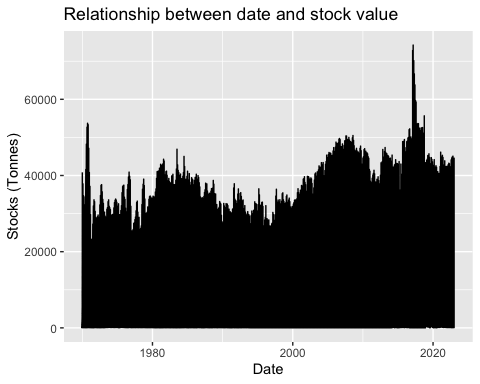 Relationship between date and stock value
60000
40000
20000
0
Stocks (Tonnes)
1980 2000 2020
Date